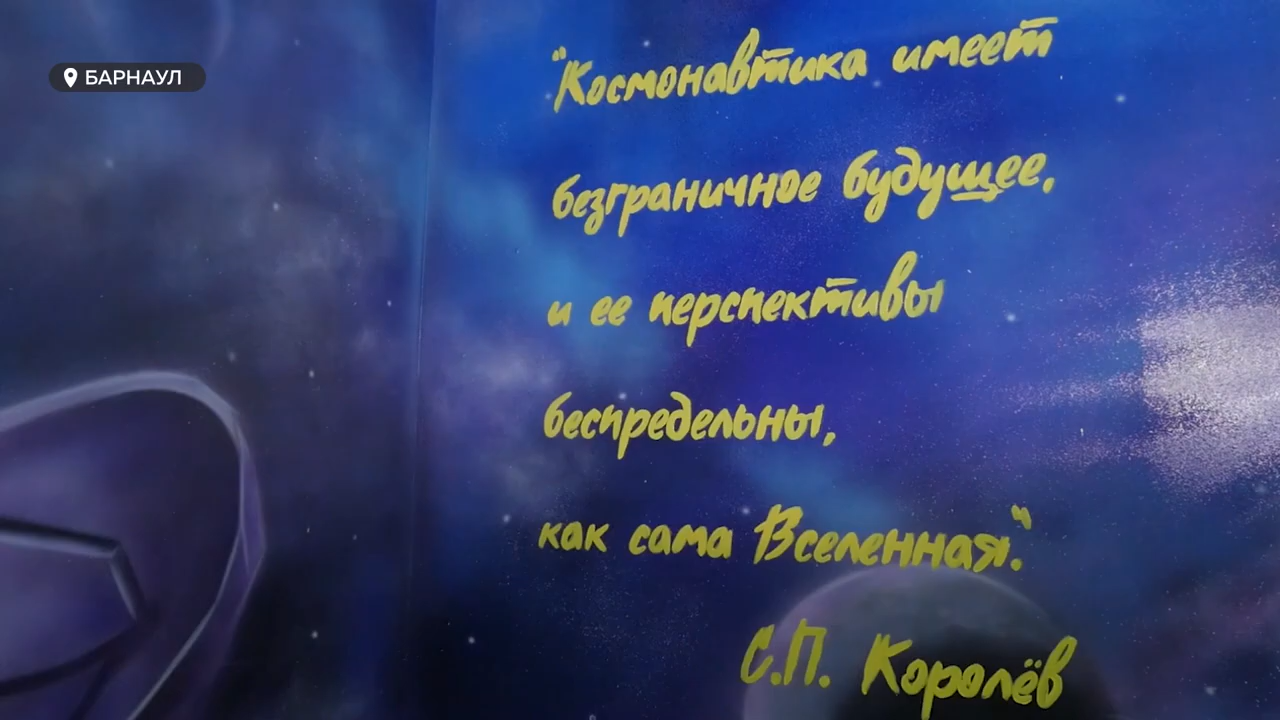 БАРНАУЛ
"Космонавтика имеет
безграничное будущее,
и ее перспективы
беспредельны,
как сама Вселенная."
С.П. Королёв